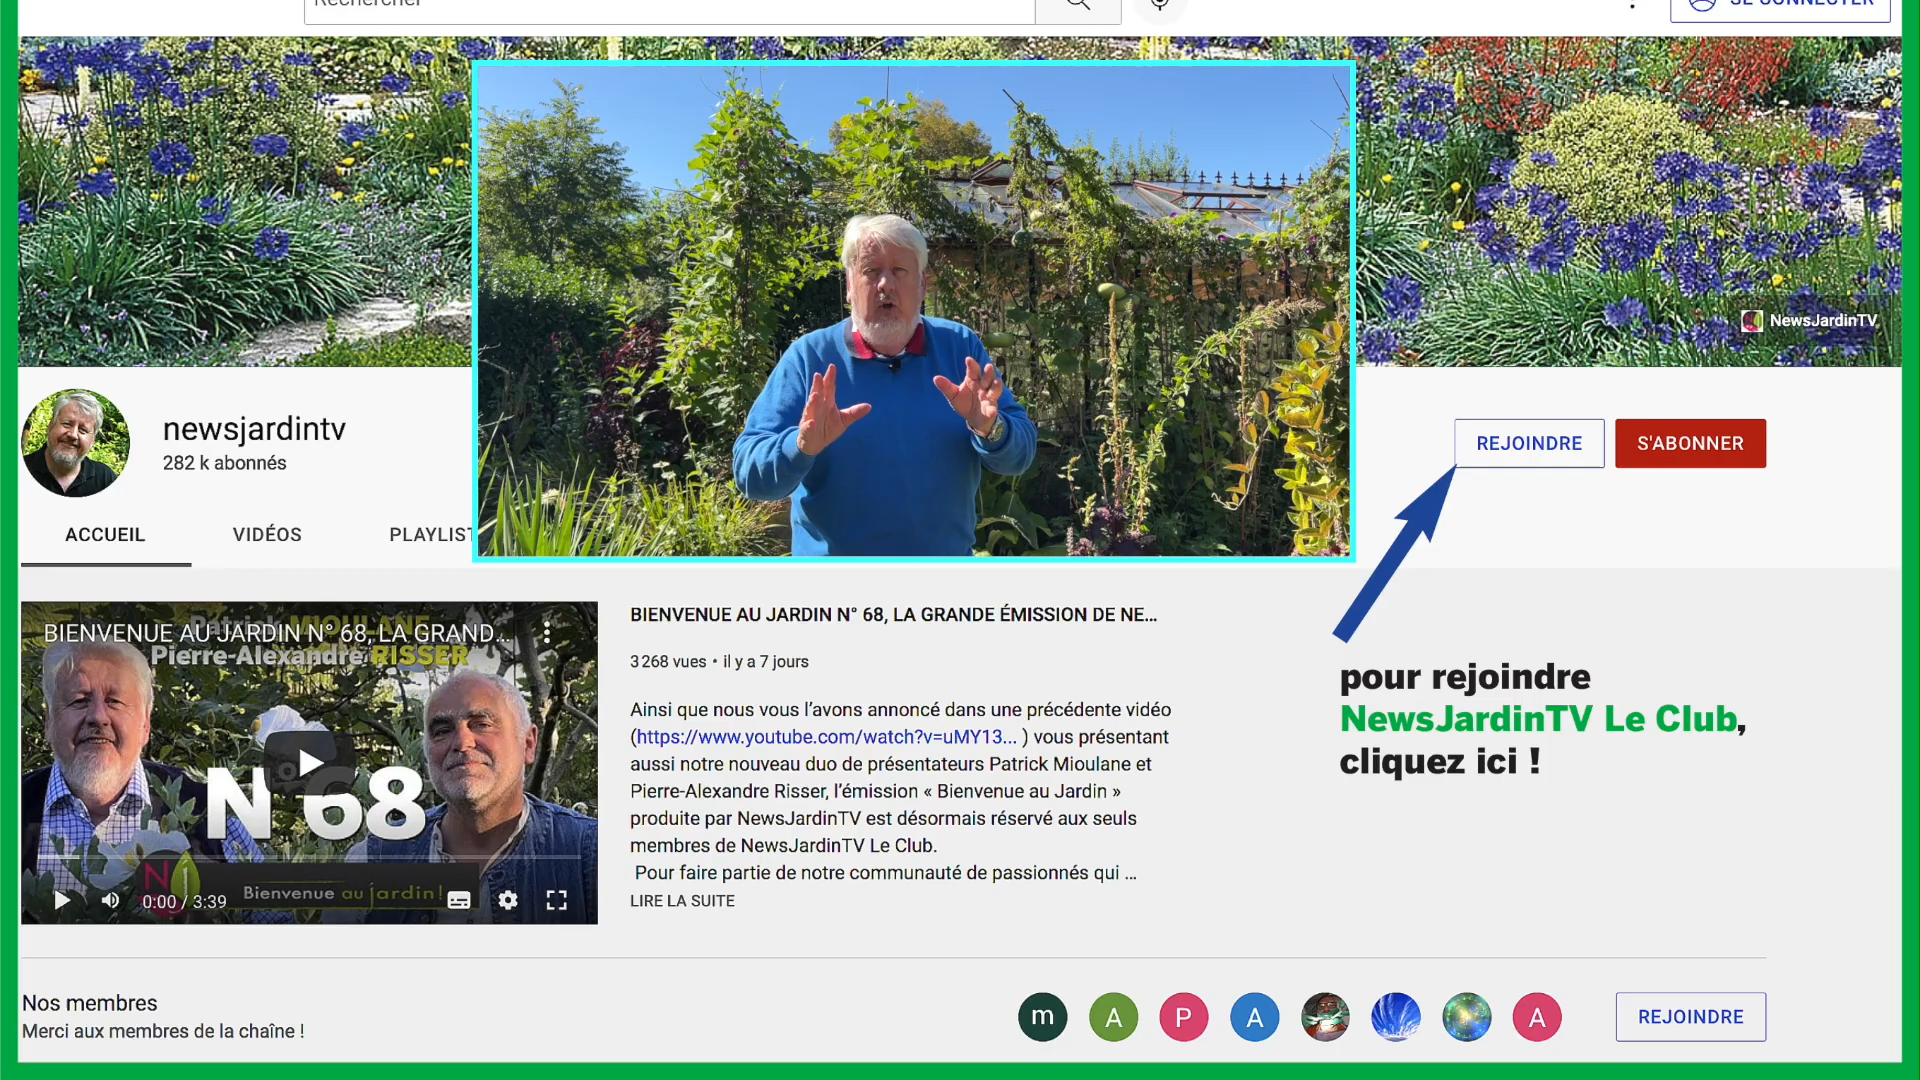 Rechercher
SE CONNECTER
NewsJardinTV
newsjardintv
282 k abonnés
REJOINDRE
S'ABONNER
ACCUEIL
VIDÉOS
PLAYLIST
BIENVENUE AU JARDIN N° 68, LA GRAND...
Patrick MIOULANE
Pierre-Alexandre RISSER
N°68
Bienvenue au jardin!
0:00 / 3:39
BIENVENUE AU JARDIN N° 68, LA GRANDE ÉMISSION DE NE...
3 268 vues • il y a 7 jours
Ainsi que nous vous l'avons annoncé dans une précédente vidéo
(https://www.youtube.com/watch?v=uMY13... ) vous présentant
aussi notre nouveau duo de présentateurs Patrick Mioulane et
Pierre-Alexandre Risser, l'émission « Bienvenue au Jardin »
produite par NewsJardinTV est désormais réservé aux seuls
membres de NewsJardinTV Le Club.
Pour faire partie de notre communauté de passionnés qui ...
LIRE LA SUITE
pour rejoindre
NewsJardinTV Le Club,
cliquez ici !
Nos membres
Merci aux membres de la chaîne !
m
A
P
A
A
REJOINDRE